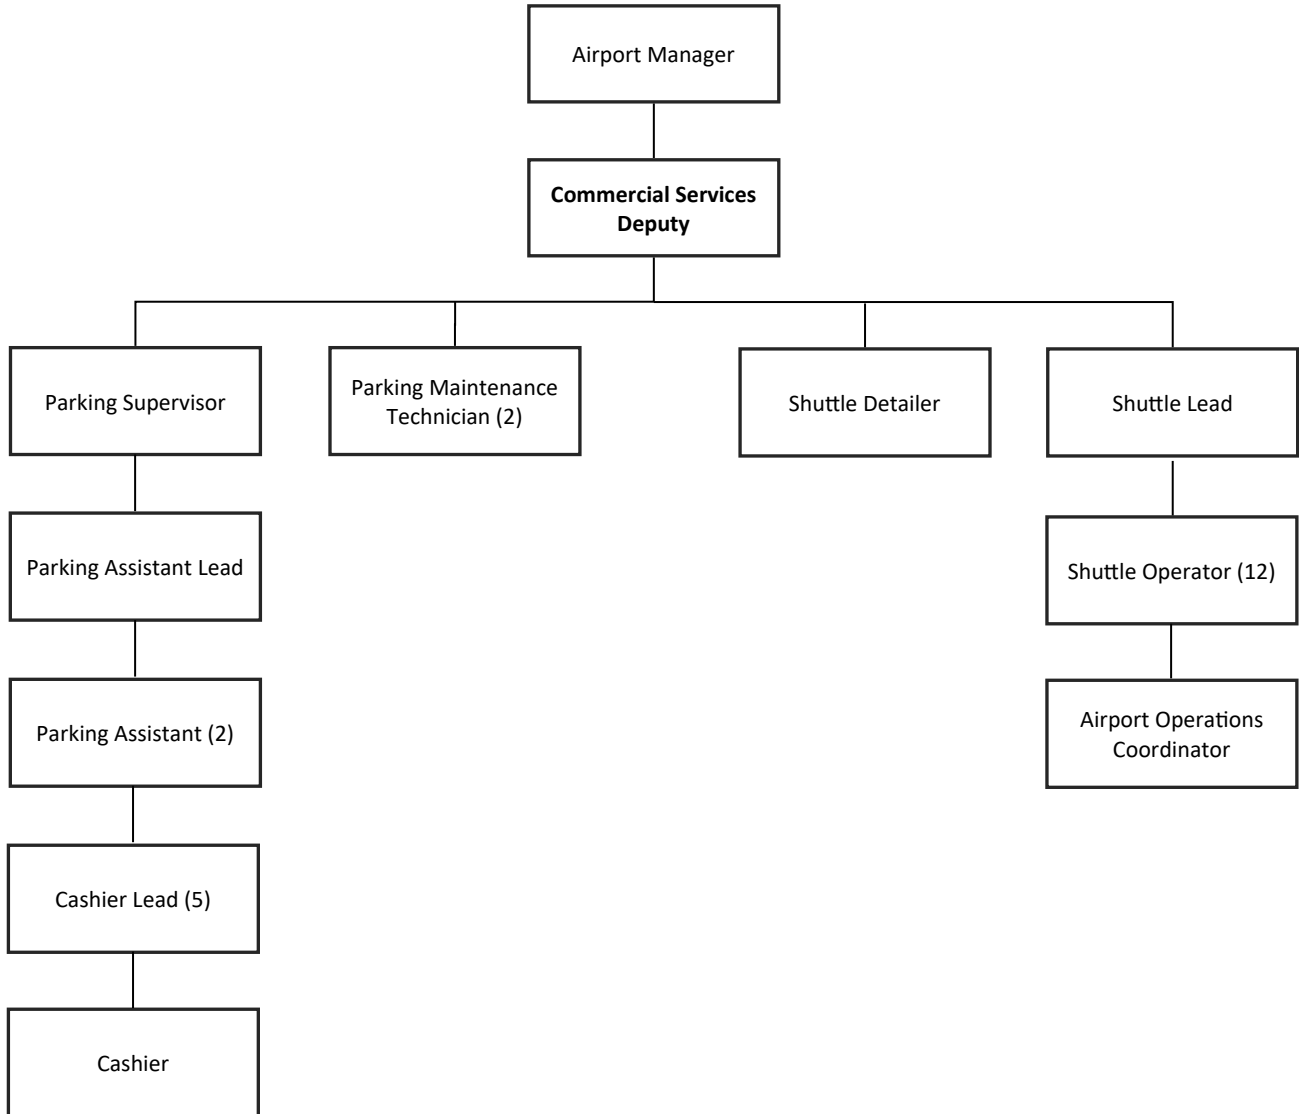 Airport Manager
Commercial Services
Deputy
Parking Supervisor
Parking Maintenance
Technician (2)
Shuttle Detailer
Shuttle Lead
Parking Assistant Lead
Shuttle Operator (12)
Parking Assistant (2)
Airport Operations
Coordinator
Cashier Lead (5)
Cashier